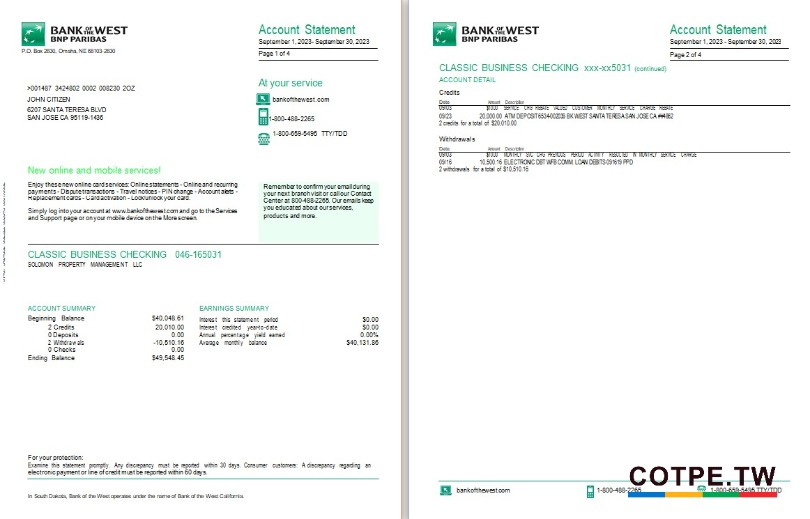 BANK OF THE WEST
BNP PARIBAS
P.O. Box 2830, Omaha, NE 68103-2830
Account Statement
September 1, 2023- September 30, 2023
Page 1 of 4
>001487 3424802 0002 008230 2OZ
JOHN CITIZEN
6207 SANTA TERESA BLVD
SAN JOSE CA 95119-1436
At your service
bankofthewest.com
1-800-488-2265
1-800-659-5495 TTY/TDD
New online and mobile services!
Enjoy these new online card services: Online statements - Online and recurring
payments - Dispute transactions - Travel notices - PIN change - Account alerts -
Replacement cards - Card activation - Lock/unlock your card.
Simply log into your account at www.bankofthewest.com and go to the Services
and Support page or on your mobile device on the More screen.
Remember to confirm your email during
your next branch visit or call our Contact
Center at 800-488-2265. Our emails keep
you educated about our services,
products and more.
CLASSIC BUSINESS CHECKING 046-165031
SOLOMON PROPERTY MANAGEMENT LLC
ACCOUNT SUMMARY
Beginning Balance $40,048.61
2 Credits 20,010.00
0 Deposits 0.00
2 Withdrawals -10,510.16
0 Checks 0.00
Ending Balance $49,548.45
EARNINGS SUMMARY
Interest this statement period $0.00
Interest credited year-to-date $0.00
Annual percentage yield earned 0.00%
Average monthly balance $40,131.86
For your protection:
Examine this statement promptly. Any discrepancy must be reported within 30 days. Consumer customers: A discrepancy regarding an
electronic payment or line of credit must be reported within 60 days.
In South Dakota, Bank of the West operates under the name of Bank of the West California.
BANK OF THE WEST
BNP PARIBAS
Account Statement
September 1, 2023- September 30, 2023
Page 2 of 4
CLASSIC BUSINESS CHECKING xxx-xx5031 (continued)
ACCOUNT DETAIL
Credits
Date Amount Description
09/03 $10.00 SERVICE CHG REBATE VALUED CUSTOMER MONTHLY SERVICE CHARGE REBATE
09/23 20,000.00 ATM DEPOSIT BK WEST SANTA TERESA SAN JOSE CA
2 credits for a total of $20,010.00
Withdrawals
Date Amount Description
09/03 $10.00 MONTHLY SVC CHG PREVIOUS PERIOD ACTIVITY RESULTED IN MONTHLY SERVICE CHARGE
09/16 10,500.16 ELECTRONIC DBT WFB COMM LOAN DEBITS 091619 PPD
2 withdrawals for a total of $10,510.16
bankofthewest.com
1-800-488-2265
1-800-659-5495 TTY/TDD
COTPE.TW